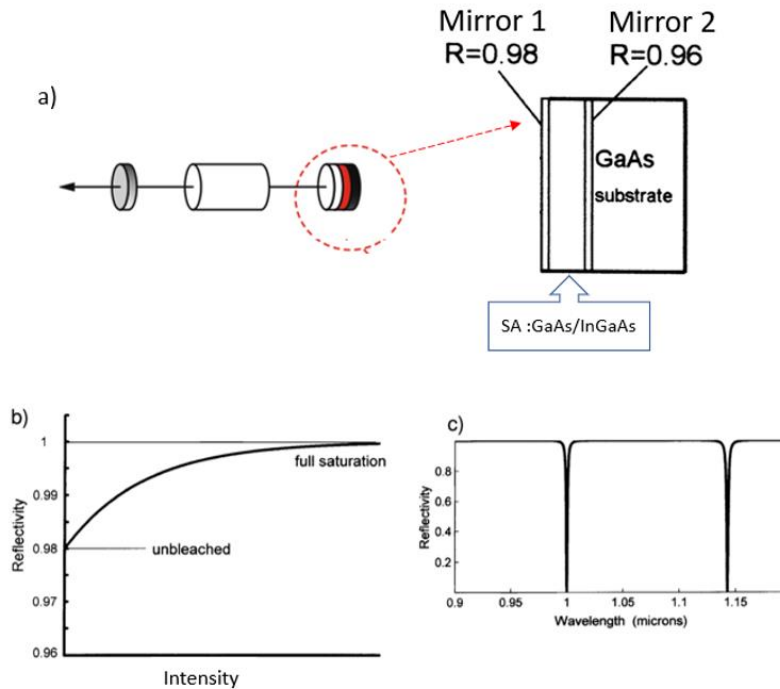 a)
Mirror 1
R=0.98
Mirror 2
R=0.96
GaAs
substrate
SA :GaAs/InGaAs
b)
Reflectivity
1
0.99
0.98
0.97
0.96
full saturation
unbleached
Intensity
c)
Reflectivity
0.8
0.6
0.4
0.2
0.9
0.95
1
1.05
1.1
1.15
Wavelength (microns)